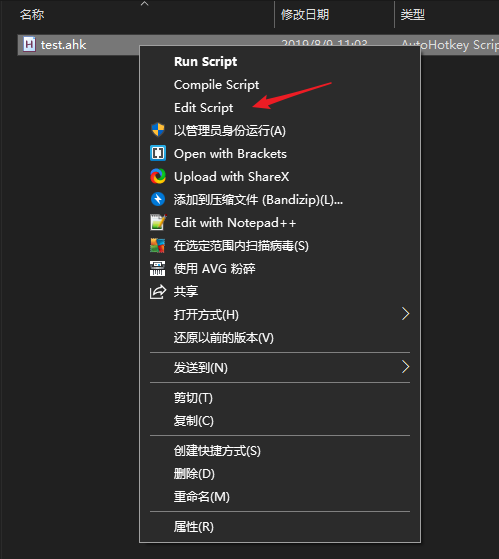 名称 修改日期 类型
test.ahk 2019/8/9 11:03 AutoHotkey Scrip
Run Script
Compile Script
Edit Script
以管理员身份运行(A)
Open with Brackets
Upload with ShareX
添加到压缩文件 (Bandizip)(L)...
Edit with Notepad++
在选定范围内扫描病毒(S)
使用 AVG 粉碎
共享
打开方式(H)
还原以前的版本(V)
发送到(N)
剪切(T)
复制(C)
创建快捷方式(S)
删除(D)
重命名(M)
属性(R)